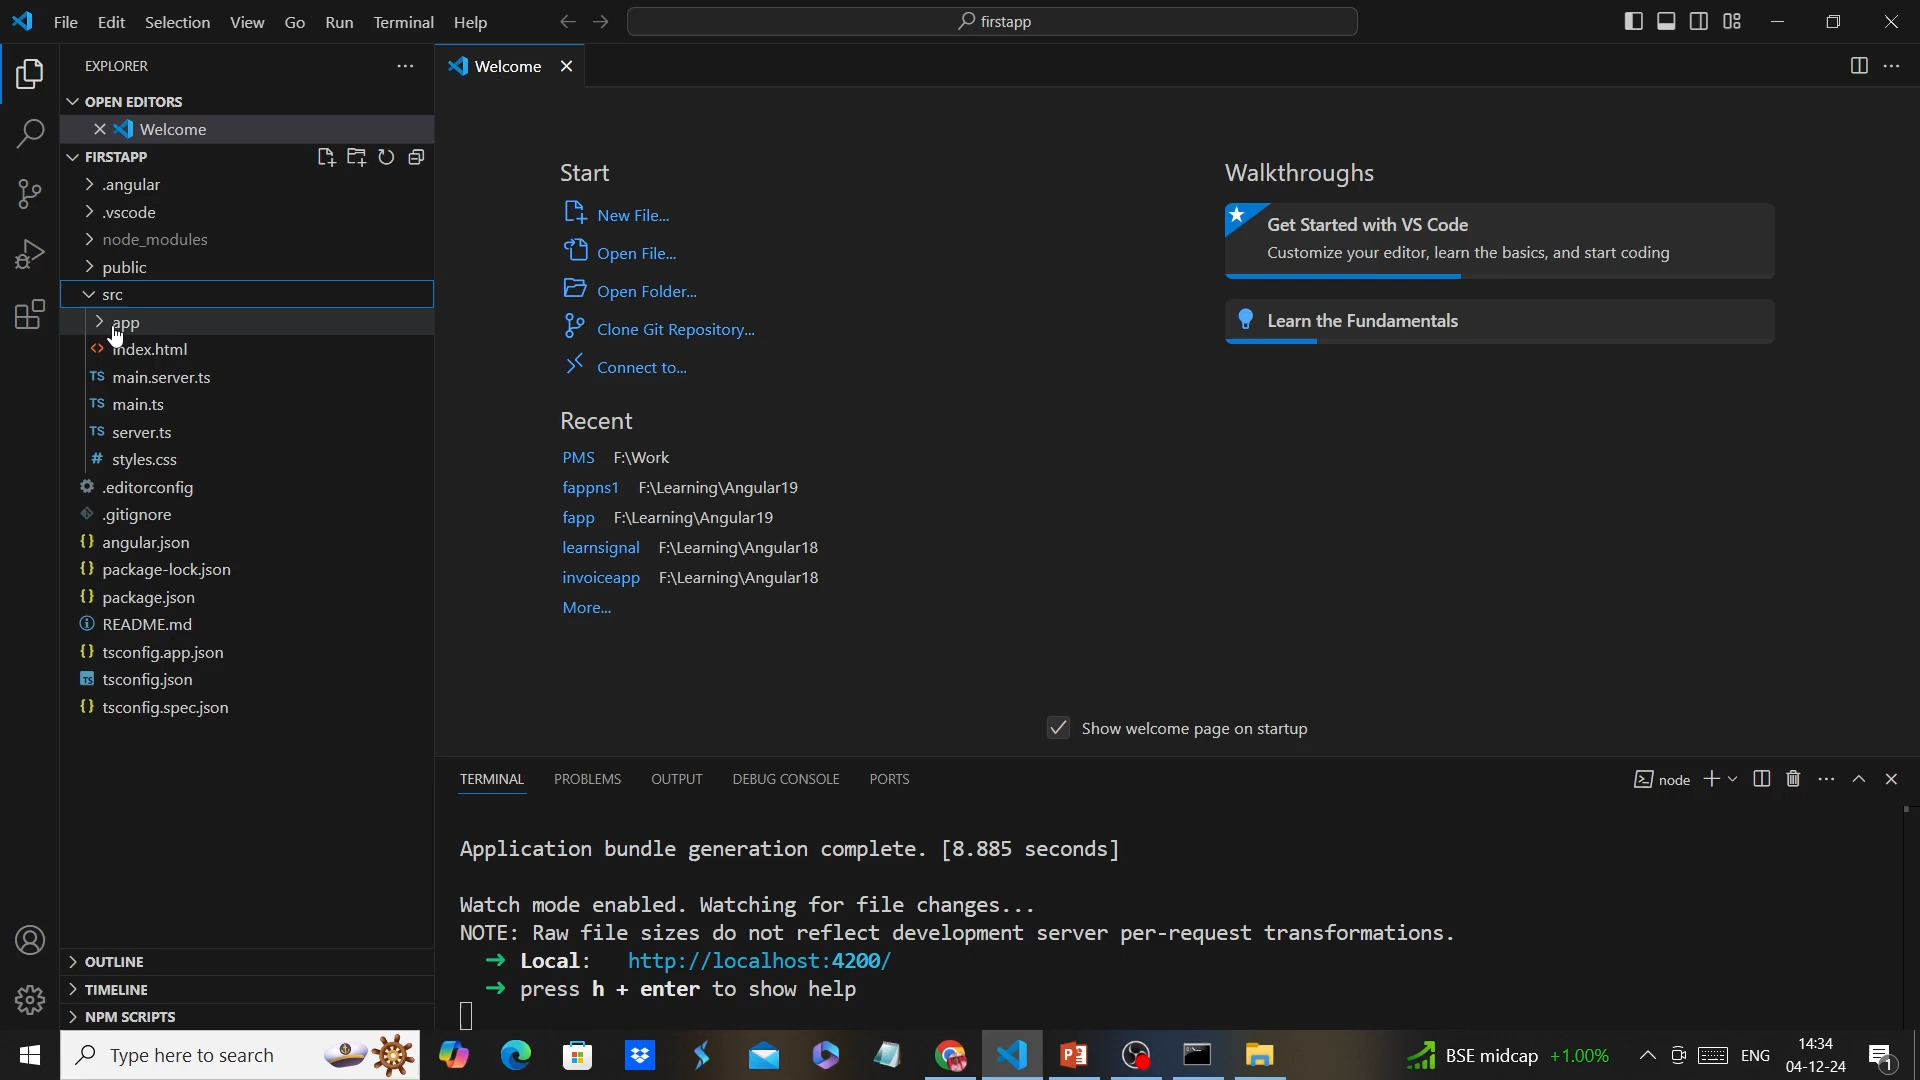 File Edit Selection View Go Run Terminal Help
firstapp
EXPLORER
Welcome
OPEN EDITORS
Welcome
FIRSTAPP
.angular
.vscode
node_modules
public
src
app
index.html
TS main.server.ts
TS main.ts
TS server.ts
# styles.css
.editorconfig
.gitignore
{} angular.json
{} package-lock.json
{} package.json
README.md
{} tsconfig.app.json
TS tsconfig.json
{} tsconfig.spec.json
OUTLINE
TIMELINE
NPM SCRIPTS
Start
New File...
Open File...
Open Folder...
Clone Git Repository...
Connect to...
Recent
PMS F:\Work
fappns1 F:\Learning\Angular19
fapp F:\Learning\Angular19
learnsignal F:\Learning\Angular18
invoiceapp F:\Learning\Angular18
More...
Walkthroughs
Get Started with VS Code
Customize your editor, learn the basics, and start coding
Learn the Fundamentals
Show welcome page on startup
TERMINAL PROBLEMS OUTPUT DEBUG CONSOLE PORTS
node
Application bundle generation complete. [8.885 seconds]
Watch mode enabled. Watching for file changes...
NOTE: Raw file sizes do not reflect development server per-request transformations.
➜ Local: http://localhost:4200/
➜ press h + enter to show help
Type here to search
BSE midcap +1.00%
ENG
14:34
04-12-24
1